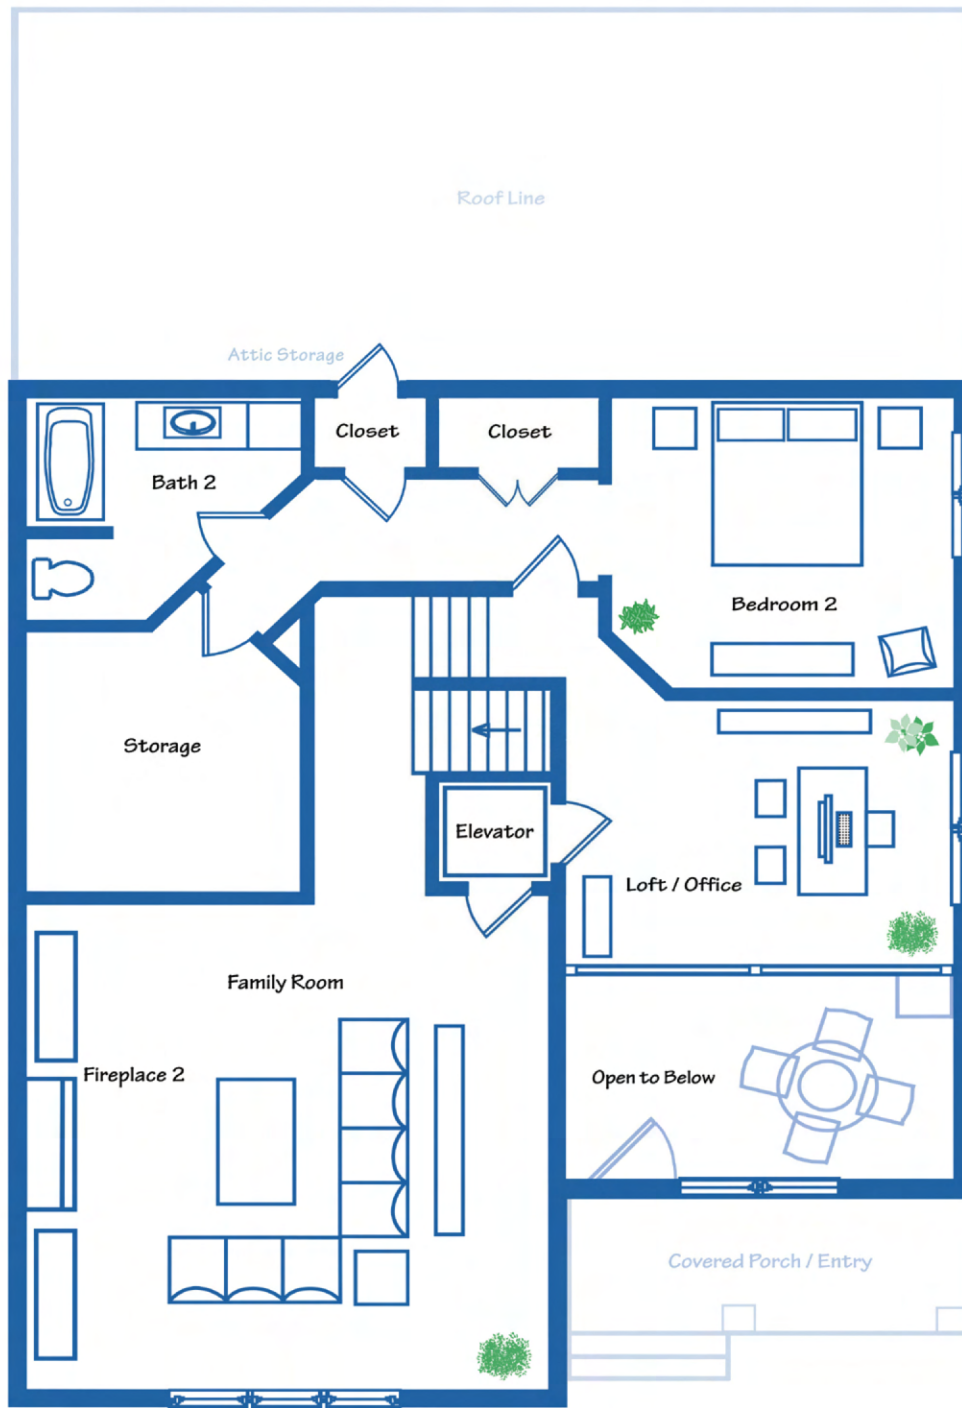 Roof Line
Attic Storage
Closet
Closet
Bath 2
Bedroom 2
Storage
Elevator
Loft / Office
Family Room
Fireplace 2
Open to Below
Covered Porch / Entry